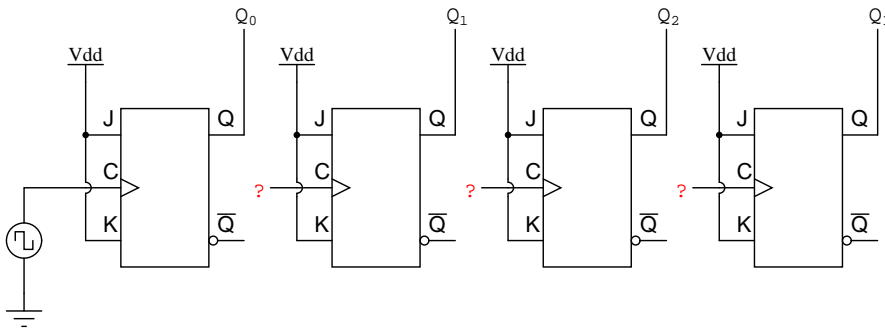 Q0 Q1 Q2 Q3
Vdd Vdd Vdd Vdd
J Q J Q J Q J Q
C C C C
? ? ?
K Q̅ K Q̅ K Q̅ K Q̅